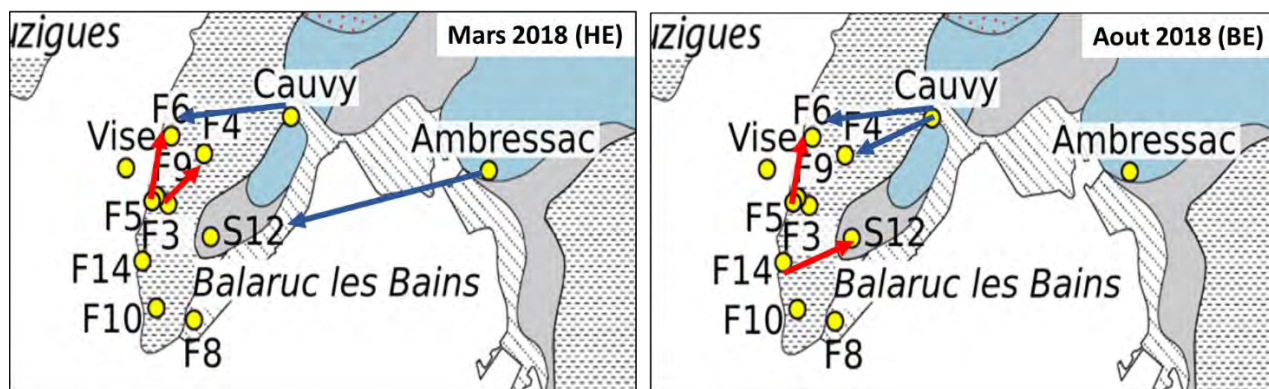 uzigues
Mars 2018 (HE)
Cauvy
F6
F4
Vise
Ambressac
F9
F5
F3
S12
F14
Balaruc les Bains
F10
F8
uzigues
Aout 2018 (BE)
Cauvy
F6
F4
Vise
Ambressac
F9
F5
F3
S12
F14
Balaruc les Bains
F10
F8